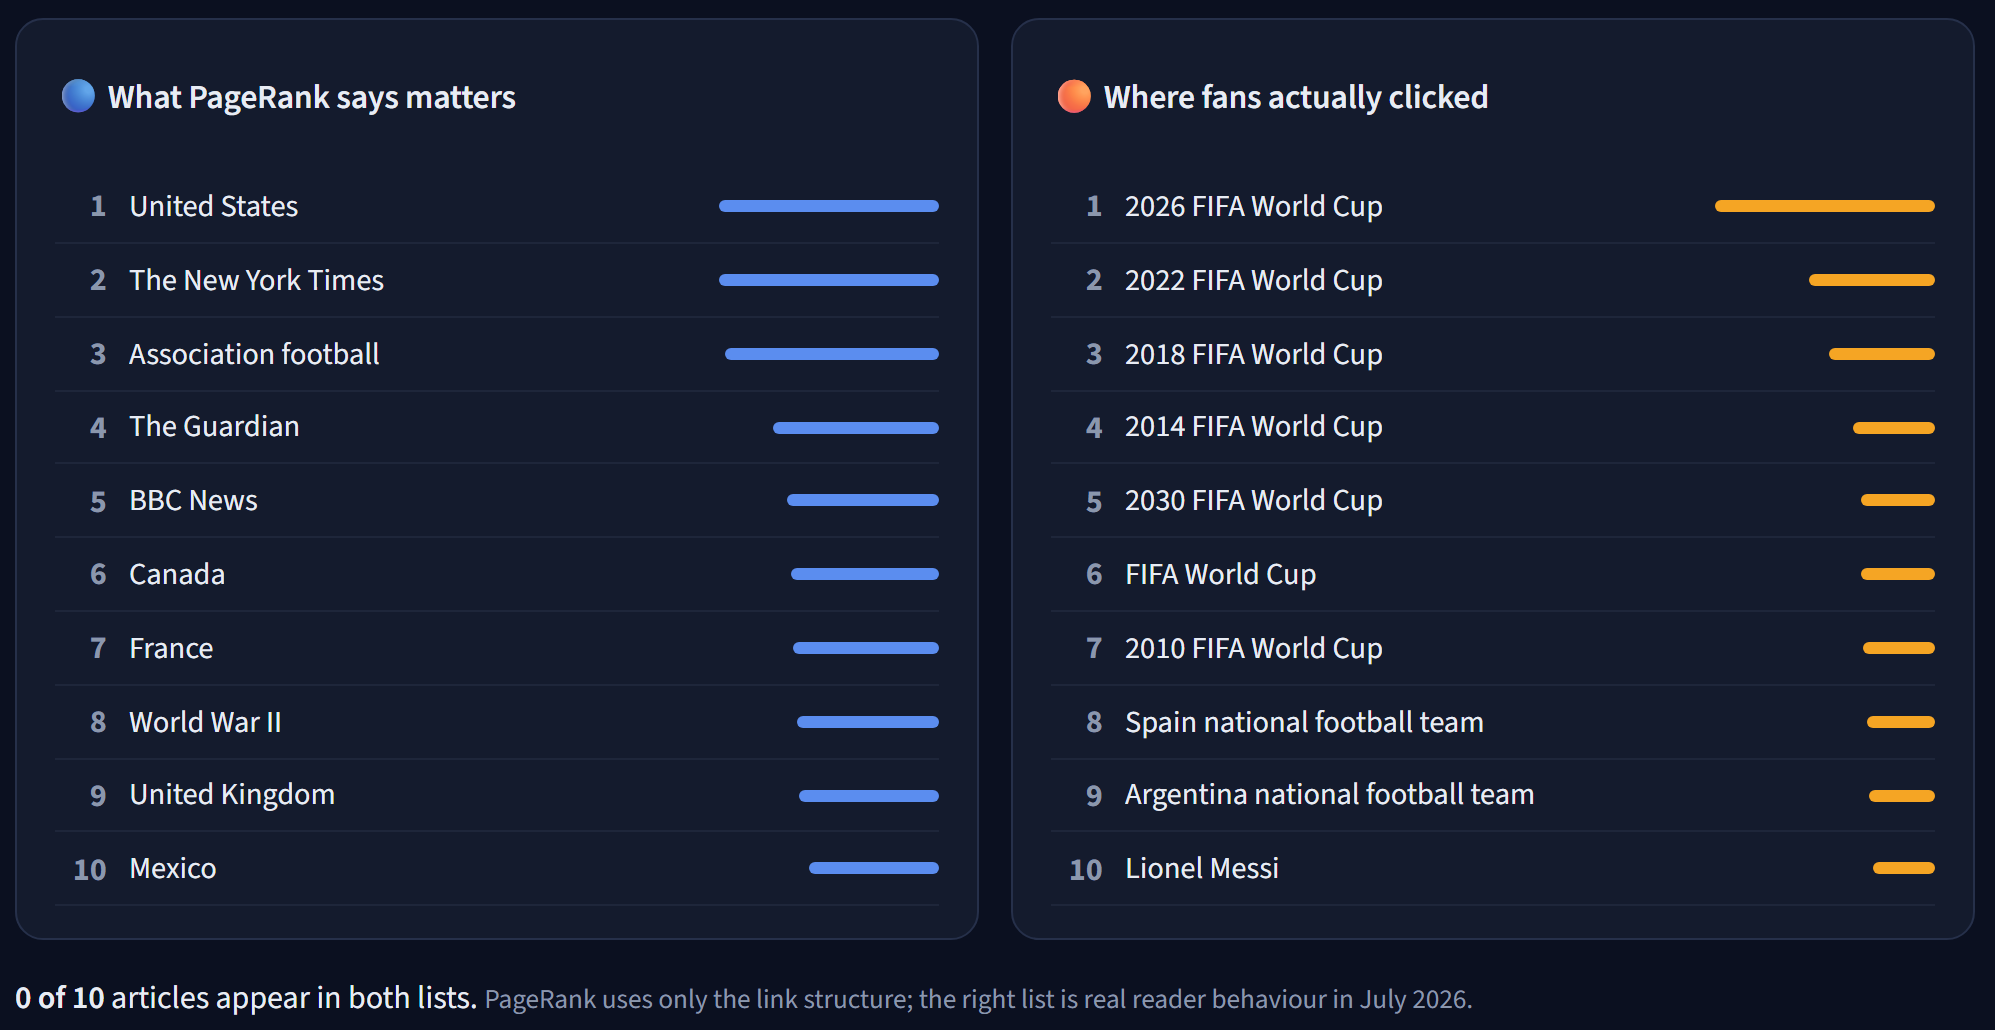 What PageRank says matters
1 United States
2 The New York Times
3 Association football
4 The Guardian
5 BBC News
6 Canada
7 France
8 World War II
9 United Kingdom
10 Mexico
Where fans actually clicked
1 2026 FIFA World Cup
2 2022 FIFA World Cup
3 2018 FIFA World Cup
4 2014 FIFA World Cup
5 2030 FIFA World Cup
6 FIFA World Cup
7 2010 FIFA World Cup
8 Spain national football team
9 Argentina national football team
10 Lionel Messi
0 of 10 articles appear in both lists. PageRank uses only the link structure; the right list is real reader behaviour in July 2026.